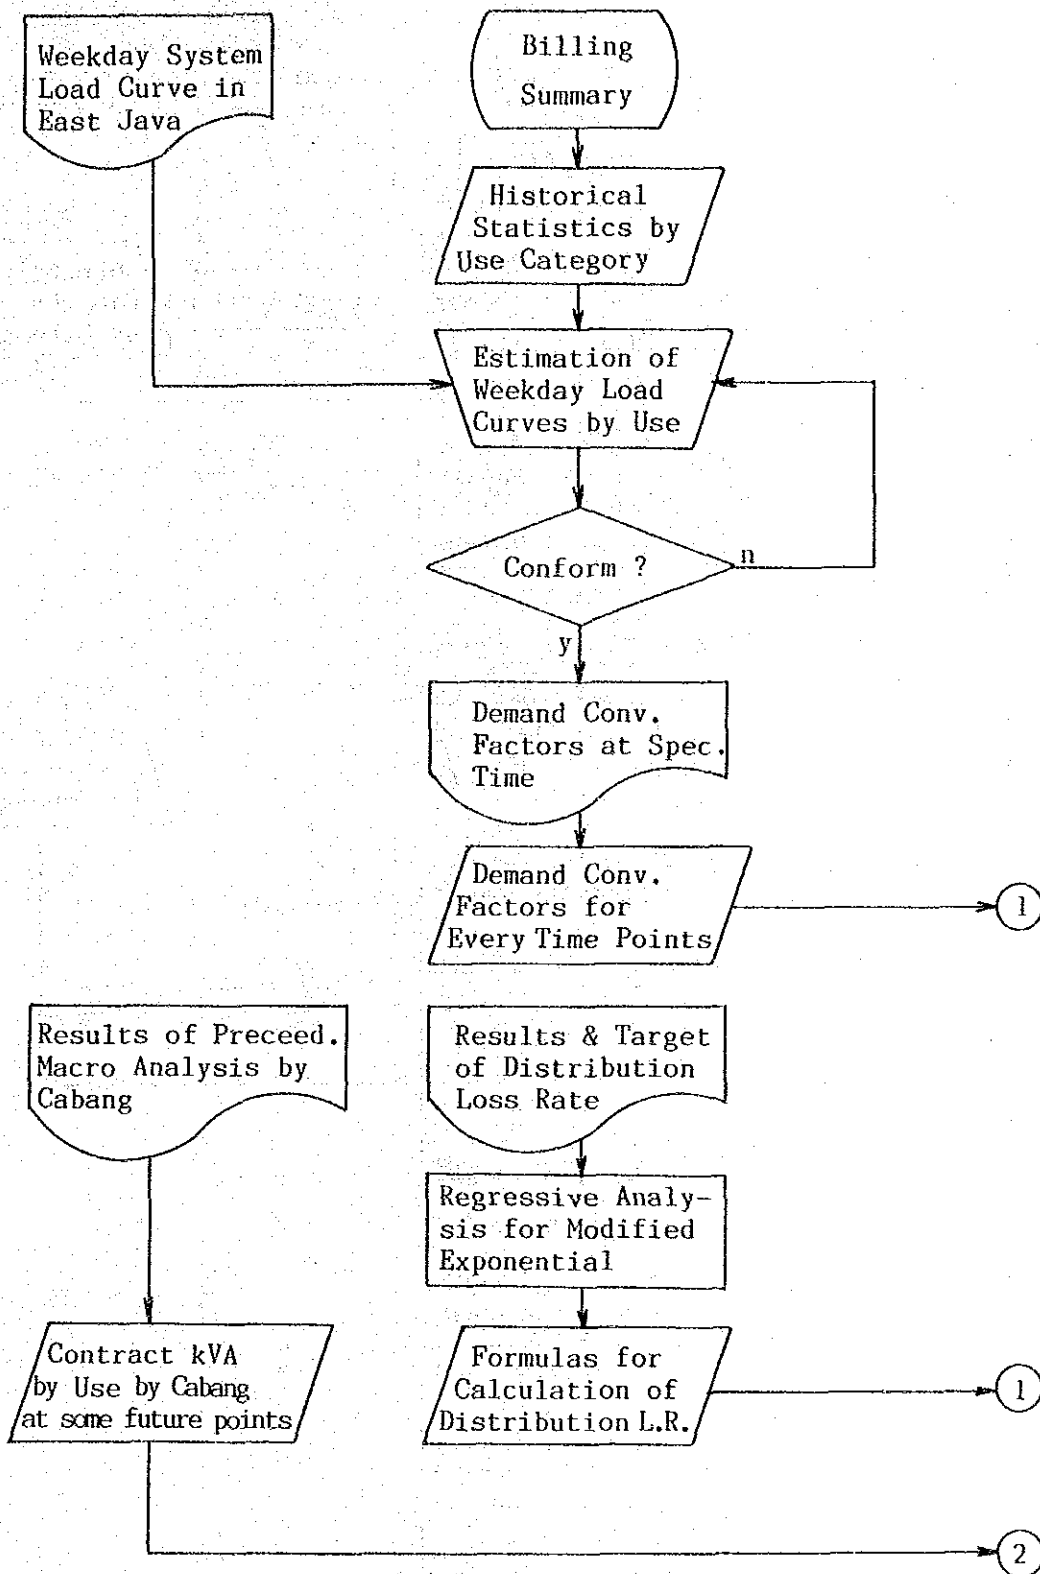 Weekday System
Load Curve in
East Java
Billing
Summary
Historical
Statistics by
Use Category
Estimation of
Weekday Load
Curves by Use
Conform ?
n
y
Demand Conv.
Factors at Spec.
Time
Demand Conv.
Factors for
Every Time Points
1
Results of Preceed.
Macro Analysis by
Cabang
Results & Target
of Distribution
Loss Rate
Regressive Analy-
sis for Modified
Exponential
Contract kVA
by Use by Cabang
at some future points
Formulas for
Calculation of
Distribution L.R.
1
2